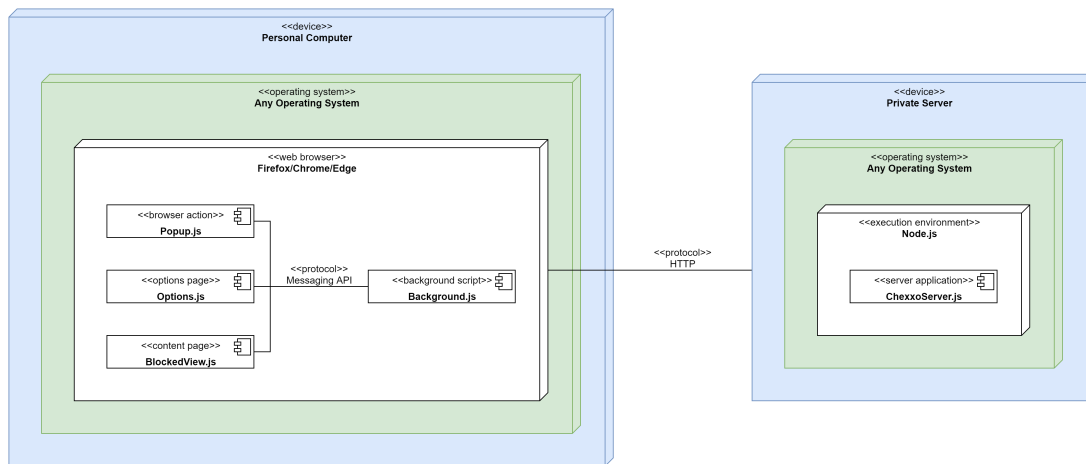 <<device>>
Personal Computer
<<operating system>>
Any Operating System
<<web browser>>
Firefox/Chrome/Edge
<<browser action>>
Popup.js
<<options page>>
Options.js
<<content page>>
BlockedView.js
<<protocol>>
Messaging API
<<background script>>
Background.js
<<protocol>>
HTTP
<<device>>
Private Server
<<operating system>>
Any Operating System
<<execution environment>>
Node.js
<<server application>>
ChexxoServer.js